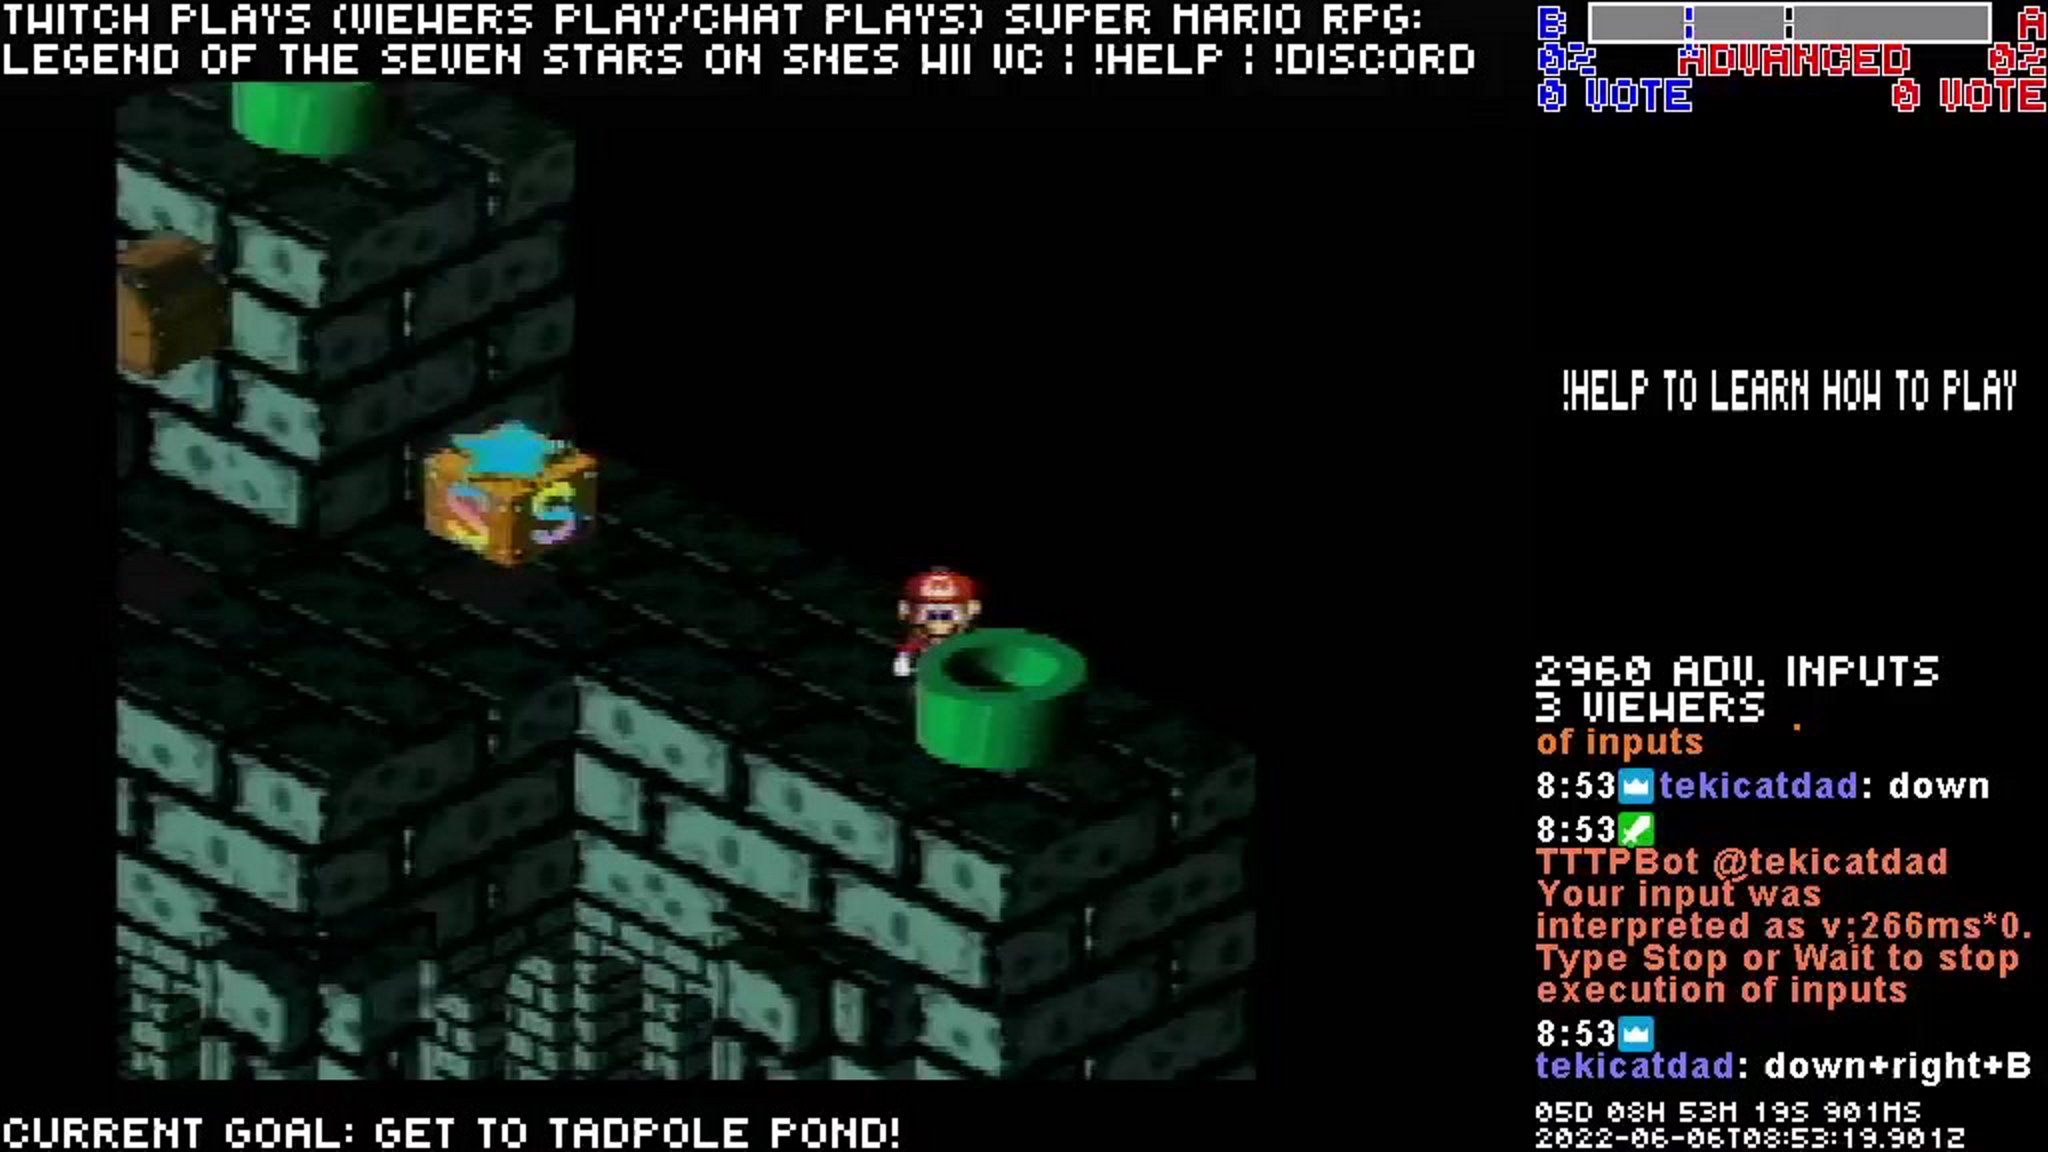 TWITCH PLAYS (VIEWERS PLAY/CHAT PLAYS) SUPER MARIO RPG:
LEGEND OF THE SEVEN STARS ON SNES WII VC ¦ !HELP ¦ !DISCORD
B A
0% ADVANCED 0%
0 VOTE 0 VOTE
!HELP TO LEARN HOW TO PLAY
S S
M
2960 ADV. INPUTS
3 VIEWERS
of inputs
8:53 tekicatdad: down
8:53
TTTPBot @tekicatdad
Your input was
interpreted as v;266ms*0.
Type Stop or Wait to stop
execution of inputs
8:53
tekicatdad: down+right+B
05D 08H 53M 19S 901MS
2022-06-06T08:53:19.901Z
CURRENT GOAL: GET TO TADPOLE POND!